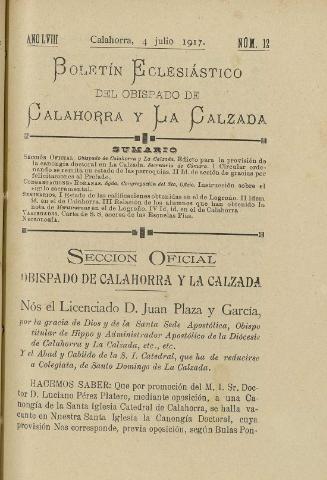 AÑO LVIII Calahorra, 4 julio 1917. NÚM. 12
BOLETÍN ECLESIÁSTICO
DEL OBISPADO DE
CALAHORRA Y LA CALZADA
SUMARIO
SECCIÓN OFICIAL. Obispado de Calahorra y La Calzada. Edicto para la provisión de
la canongía doctoral en La Calzada. Secretaría de Cámara. I Circular orde-
nando se remita un estado de las parroquias. II Id. de acción de gracias por
felicitaciones al Prelado.
CONGREGACIONES ROMANAS. Sgda. Congregación del Sto. Oficio. Instrucción sobre el
sigilo sacramental.
SEMINARIOS. I Estado de las calificaciones obtenidas en el de Logroño. II Idem
id. en el de Calahorra. III Relación de los alumnos que han obtenido la
nota de Meritissimus en el de Logroño. IV Id. id. en el de Calahorra
VARIEDADES. Carta de S. S. acerca de las Escuelas Pías.
NECROLOGÍA.
SECCION OFICIAL
OBISPADO DE CALAHORRA Y LA CALZADA
Nós el Licenciado D. Juan Plaza y García,
por la gracia de Dios y de la Santa Sede Apostólica, Obispo
titular de Hippo y Administrador Apostólico de la Diócesis
de Calahorra y La Calzada, etc., etc.
Y el Abad y Cabildo de la S. I. Catedral, que ha de reducirse
a Colegiata, de Santo Domingo de La Calzada.
HACEMOS SABER: Que por promoción del M. I. Sr. Doc-
tor D. Luciano Pérez Platero, mediante oposición, a una Ca-
nongía de la Santa Iglesia Catedral de Calahorra, se halla va-
cante en Nuestra Santa Iglesia la Canongía Doctoral, cuya
provisión Nos corresponde, previa oposición, según Bulas Pon-